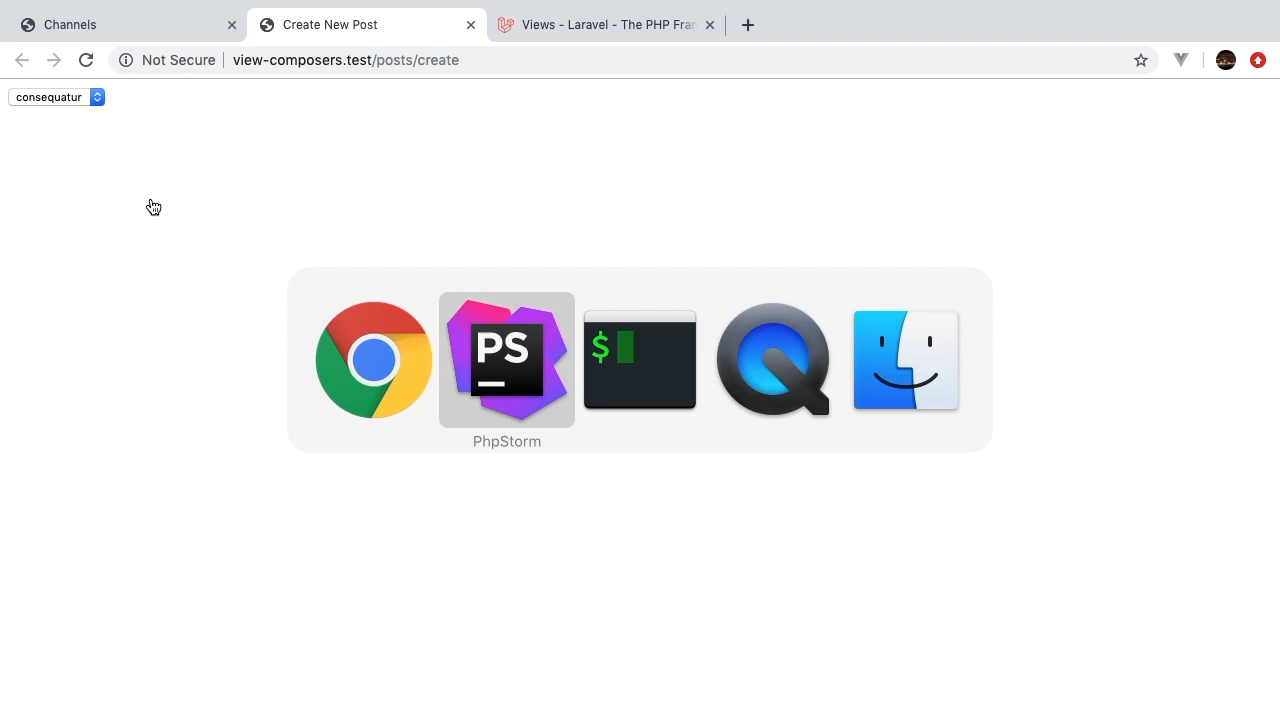 Channels
Create New Post
Views - Laravel - The PHP Fran
Not Secure
view-composers.test/posts/create
consequatur
PS
$
PhpStorm